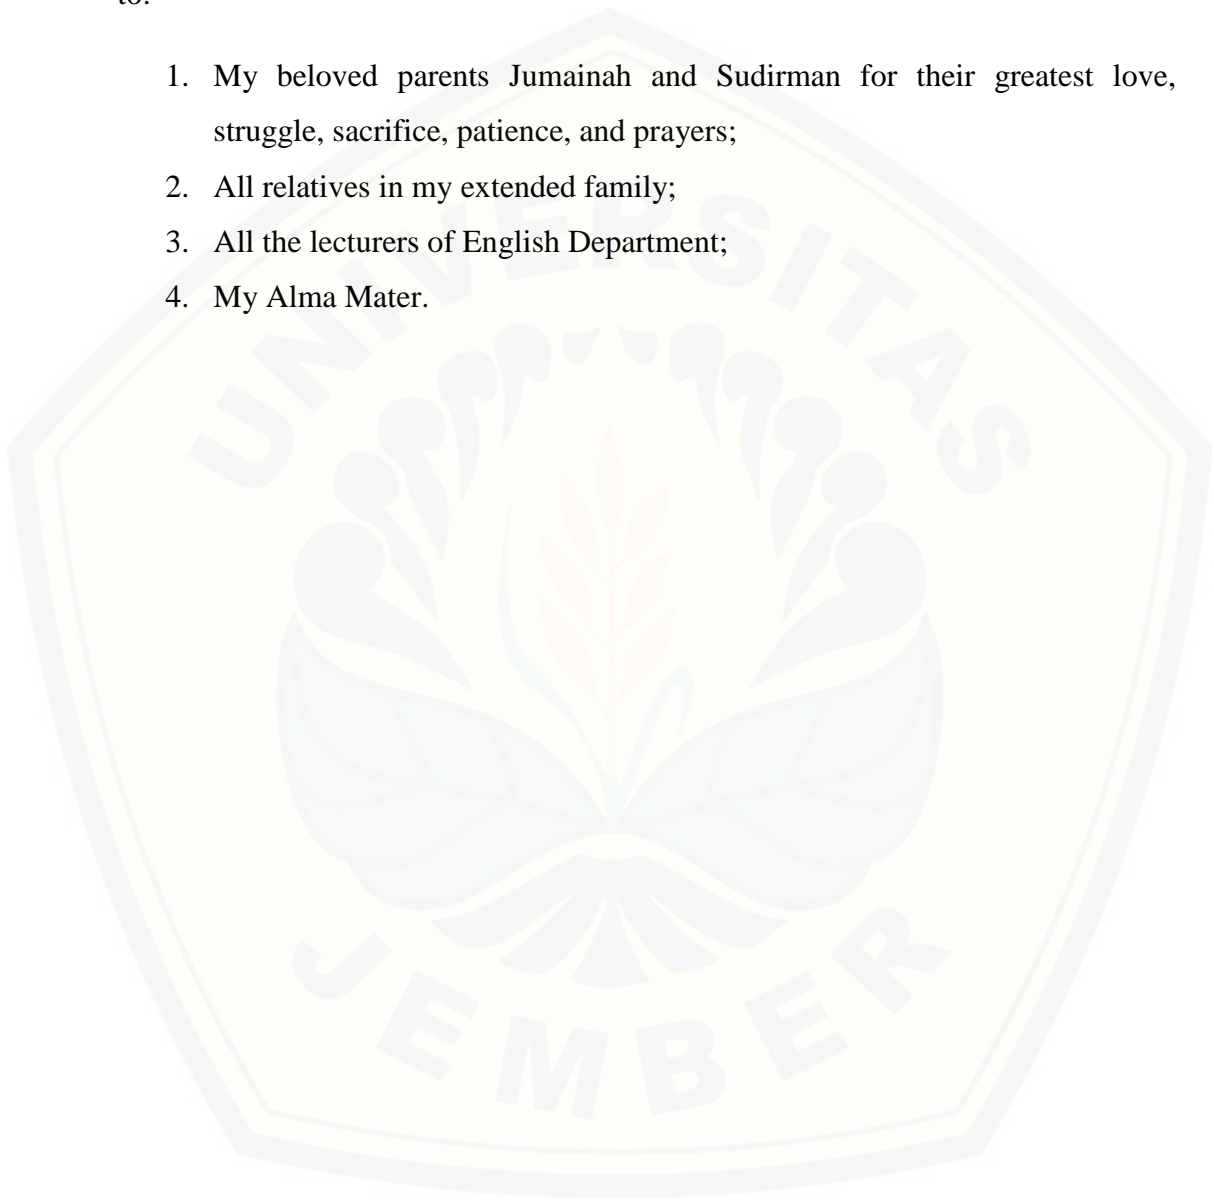 to:
1. My beloved parents Jumainah and Sudirman for their greatest love,
struggle, sacrifice, patience, and prayers;
2. All relatives in my extended family;
3. All the lecturers of English Department;
4. My Alma Mater.
UNIVERSITAS
JEMBER